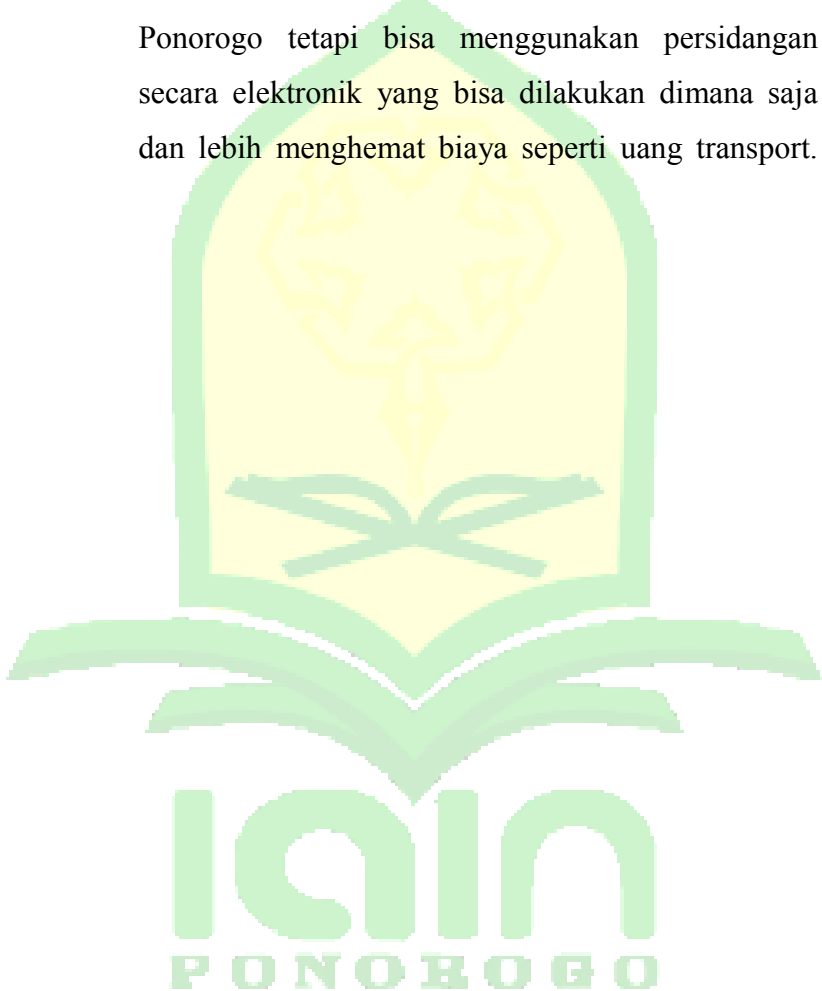 Ponorogo tetapi bisa menggunakan persidangan
secara elektronik yang bisa dilakukan dimana saja
dan lebih menghemat biaya seperti uang transport.
iain
PONOROGO